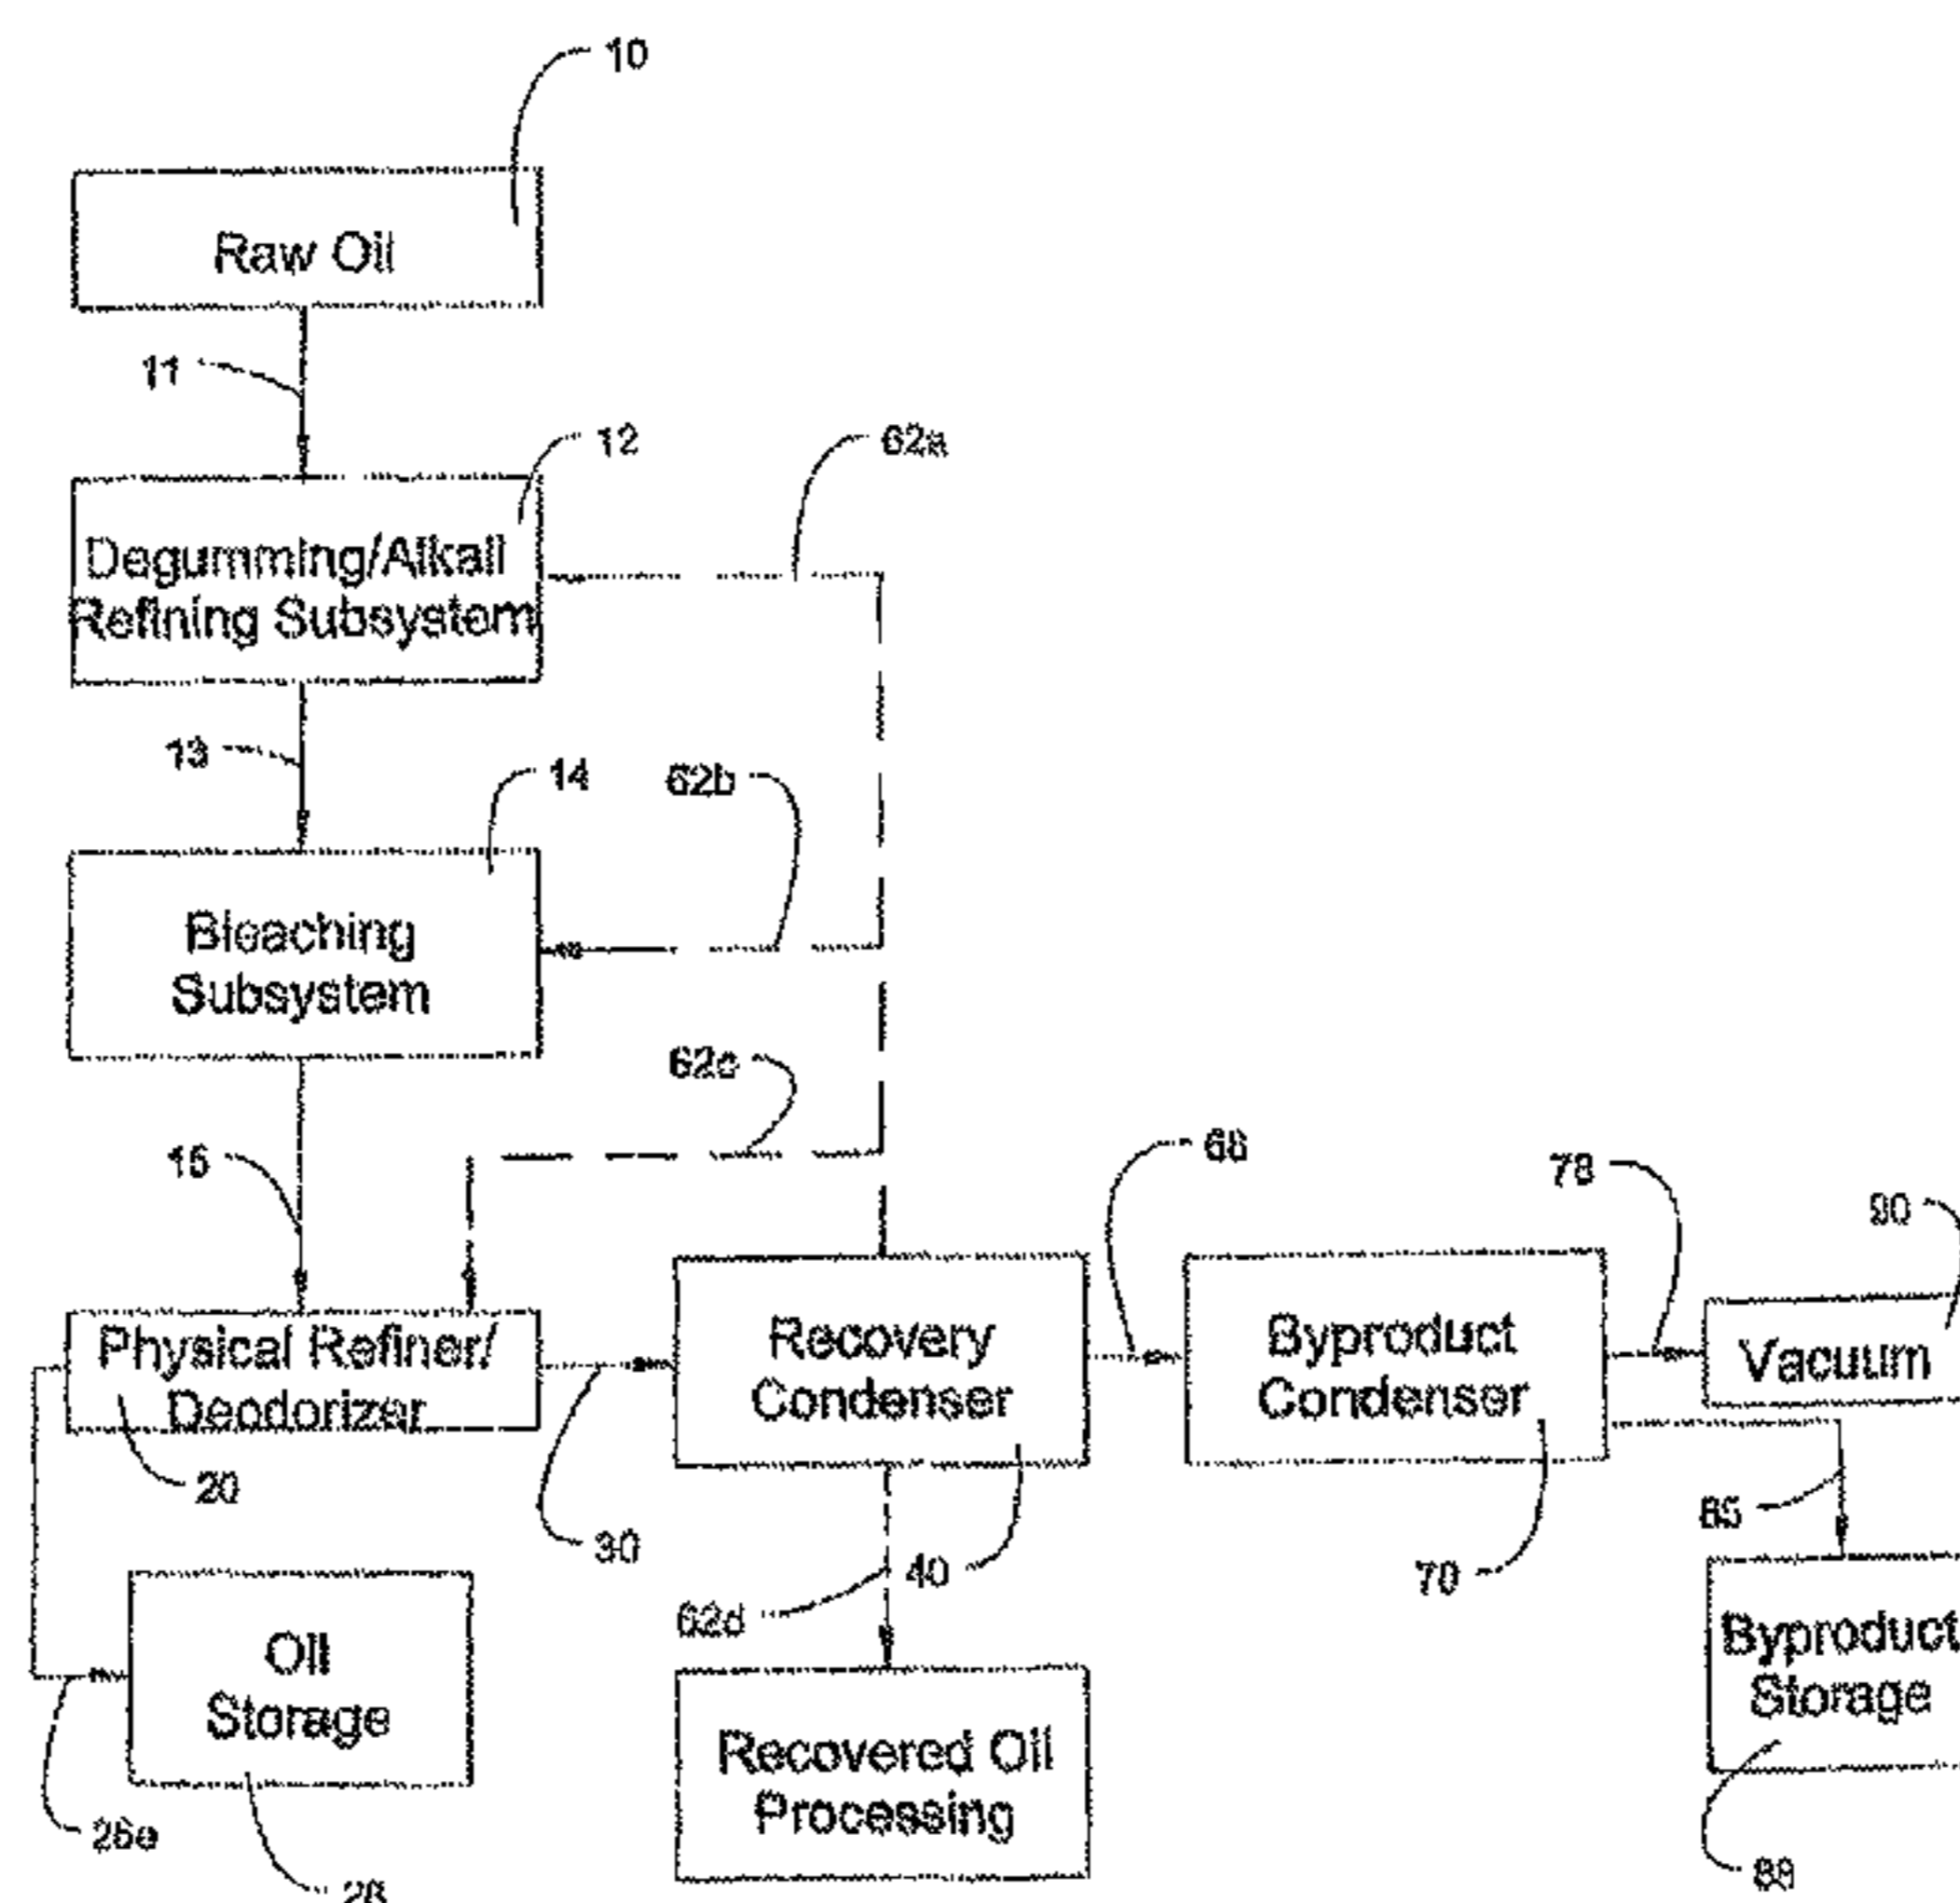 10
Raw Oil
11
12
62a
Degumming/Alkali
Refining Subsystem
13
14
62b
Bleaching
Subsystem
62c
15
68
78
90
Physical Refiner/
Deodorizer
Recovery
Condenser
Byproduct
Condenser
Vacuum
20
30
40
70
85
62d
Oil
Storage
Recovered Oil
Processing
Byproduct
Storage
26e
28
89